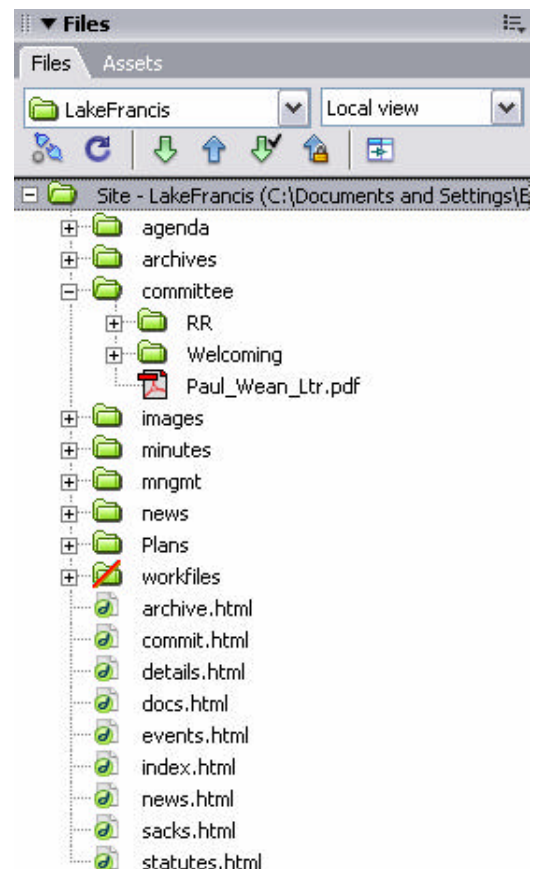 Files
Files Assets
LakeFrancis Local view
Site - LakeFrancis (C:\Documents and Settings\E
agenda
archives
committee
RR
Welcoming
Paul_Wean_Ltr.pdf
images
minutes
mngmt
news
Plans
workfiles
archive.html
commit.html
details.html
docs.html
events.html
index.html
news.html
sacks.html
statutes.html